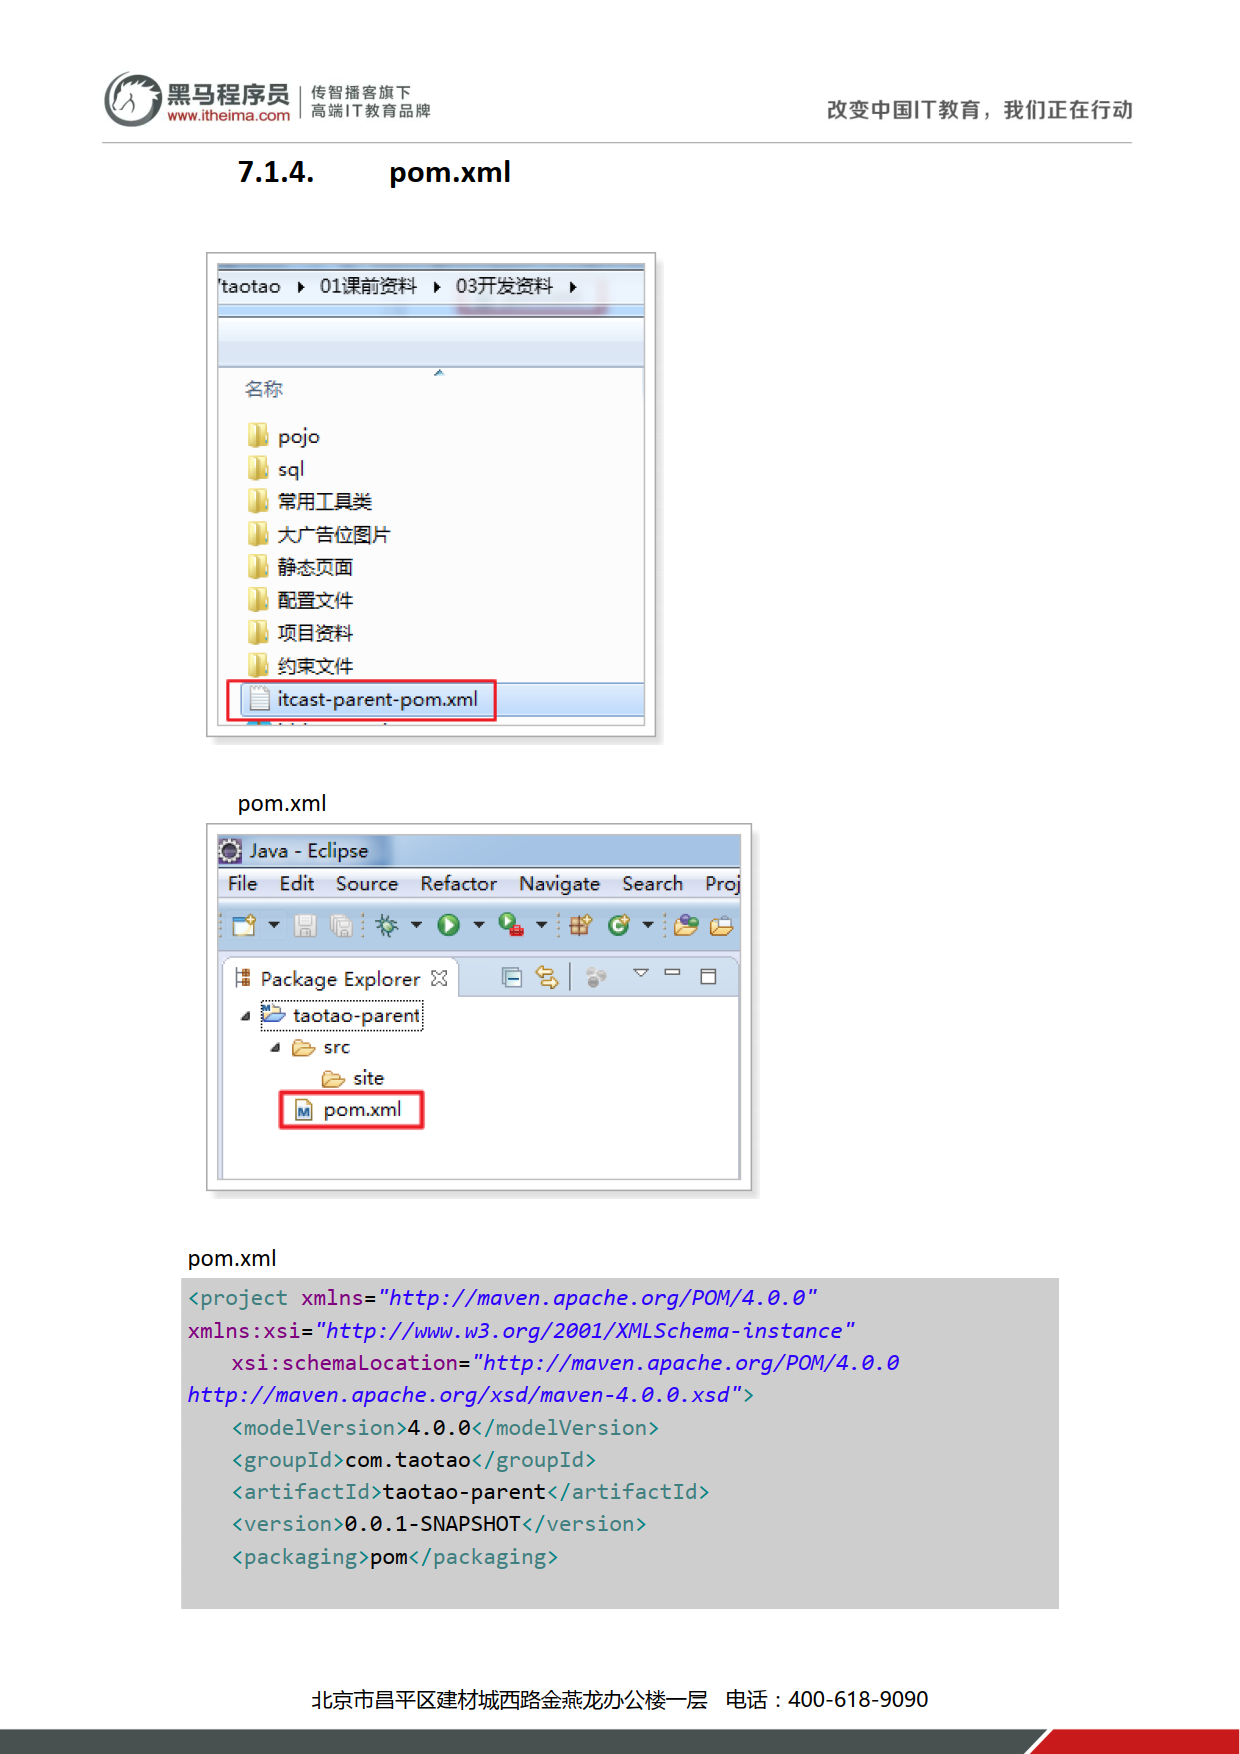 黑马程序员
www.itheima.com
传智播客旗下
高端IT教育品牌
改变中国IT教育，我们正在行动
7.1.4. pom.xml
taotao 01课前资料 03开发资料
名称
pojo
sql
常用工具类
大广告位图片
静态页面
配置文件
项目资料
约束文件
itcast-parent-pom.xml
pom.xml
Java - Eclipse
File Edit Source Refactor Navigate Search Proj
Package Explorer
taotao-parent
src
site
pom.xml
pom.xml
<project xmlns="http://maven.apache.org/POM/4.0.0"
xmlns:xsi="http://www.w3.org/2001/XMLSchema-instance"
xsi:schemaLocation="http://maven.apache.org/POM/4.0.0
http://maven.apache.org/xsd/maven-4.0.0.xsd">
<modelVersion>4.0.0</modelVersion>
<groupId>com.taotao</groupId>
<artifactId>taotao-parent</artifactId>
<version>0.0.1-SNAPSHOT</version>
<packaging>pom</packaging>
北京市昌平区建材城西路金燕龙办公楼一层 电话：400-618-9090